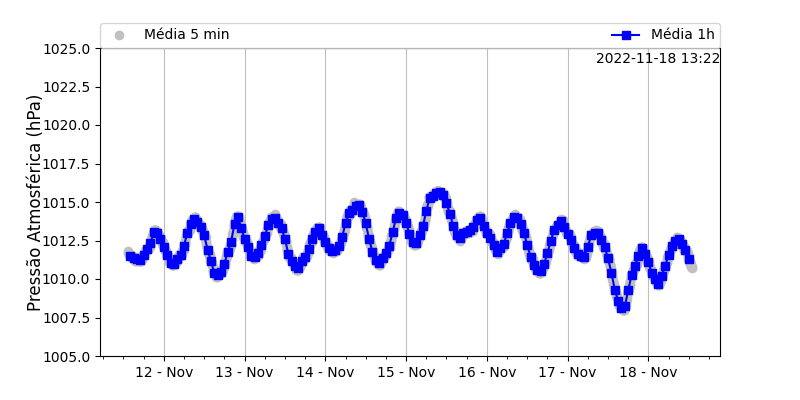 Média 5 min
Média 1h
2022-11-18 13:22
Pressão Atmosférica (hPa)
1025.0
1022.5
1020.0
1017.5
1015.0
1012.5
1010.0
1007.5
1005.0
12 - Nov
13 - Nov
14 - Nov
15 - Nov
16 - Nov
17 - Nov
18 - Nov